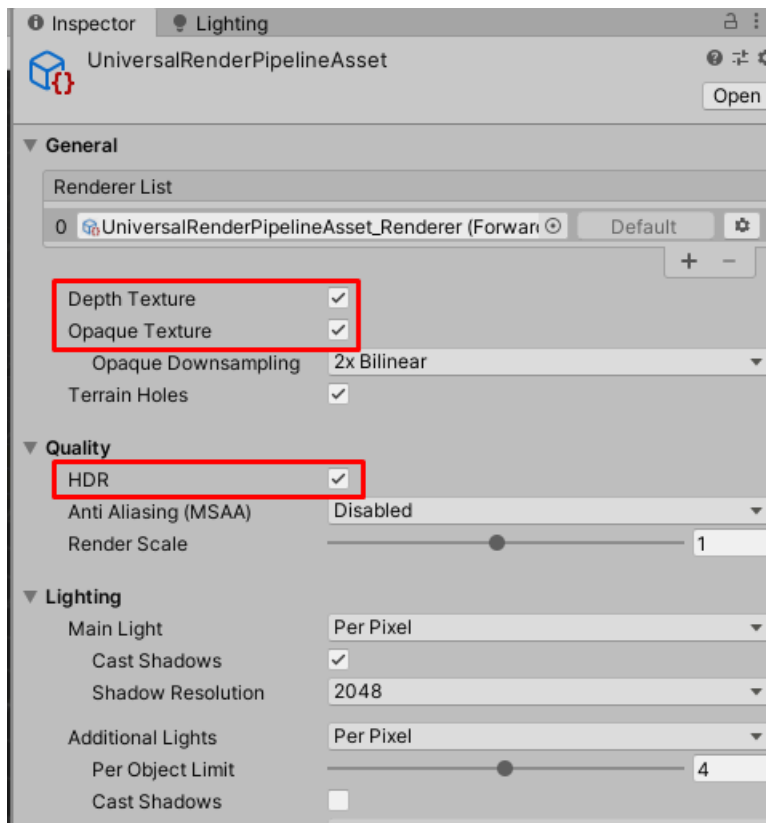 Inspector Lighting
UniversalRenderPipelineAsset
Open
General
Renderer List
0 UniversalRenderPipelineAsset_Renderer (Forwar Default
+ −
Depth Texture
Opaque Texture
Opaque Downsampling 2x Bilinear
Terrain Holes
Quality
HDR
Anti Aliasing (MSAA) Disabled
Render Scale 1
Lighting
Main Light Per Pixel
Cast Shadows
Shadow Resolution 2048
Additional Lights Per Pixel
Per Object Limit 4
Cast Shadows